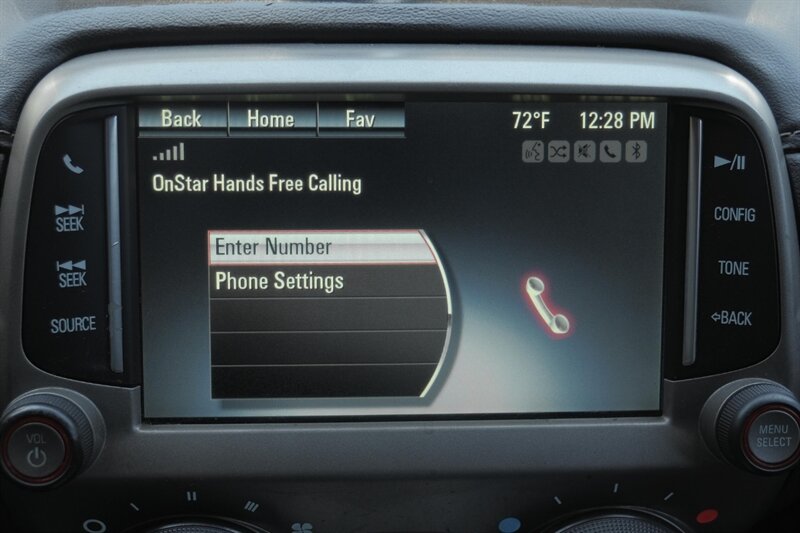 Back Home Fav 72°F 12:28 PM
OnStar Hands Free Calling
Enter Number
Phone Settings
SEEK
SEEK
SOURCE
CONFIG
TONE
BACK
VOL
MENU
SELECT